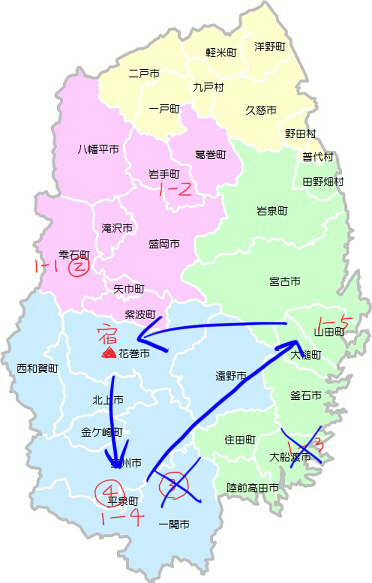 洋野町
軽米町
二戸市
九戸村
一戸町
久慈市
野田村
普代村
八幡平市
葛巻町
岩手町
1-2
田野畑村
岩泉町
滝沢市
盛岡市
雫石町
1-1 ②
宮古市
矢巾町
紫波町
1-5
山田町
宿
花巻市
大槌町
西和賀町
遠野市
釜石市
北上市
金ケ崎町
住田町
1-3
大船渡市
奥州市
④
平泉町
1-4
陸前高田市
一関市